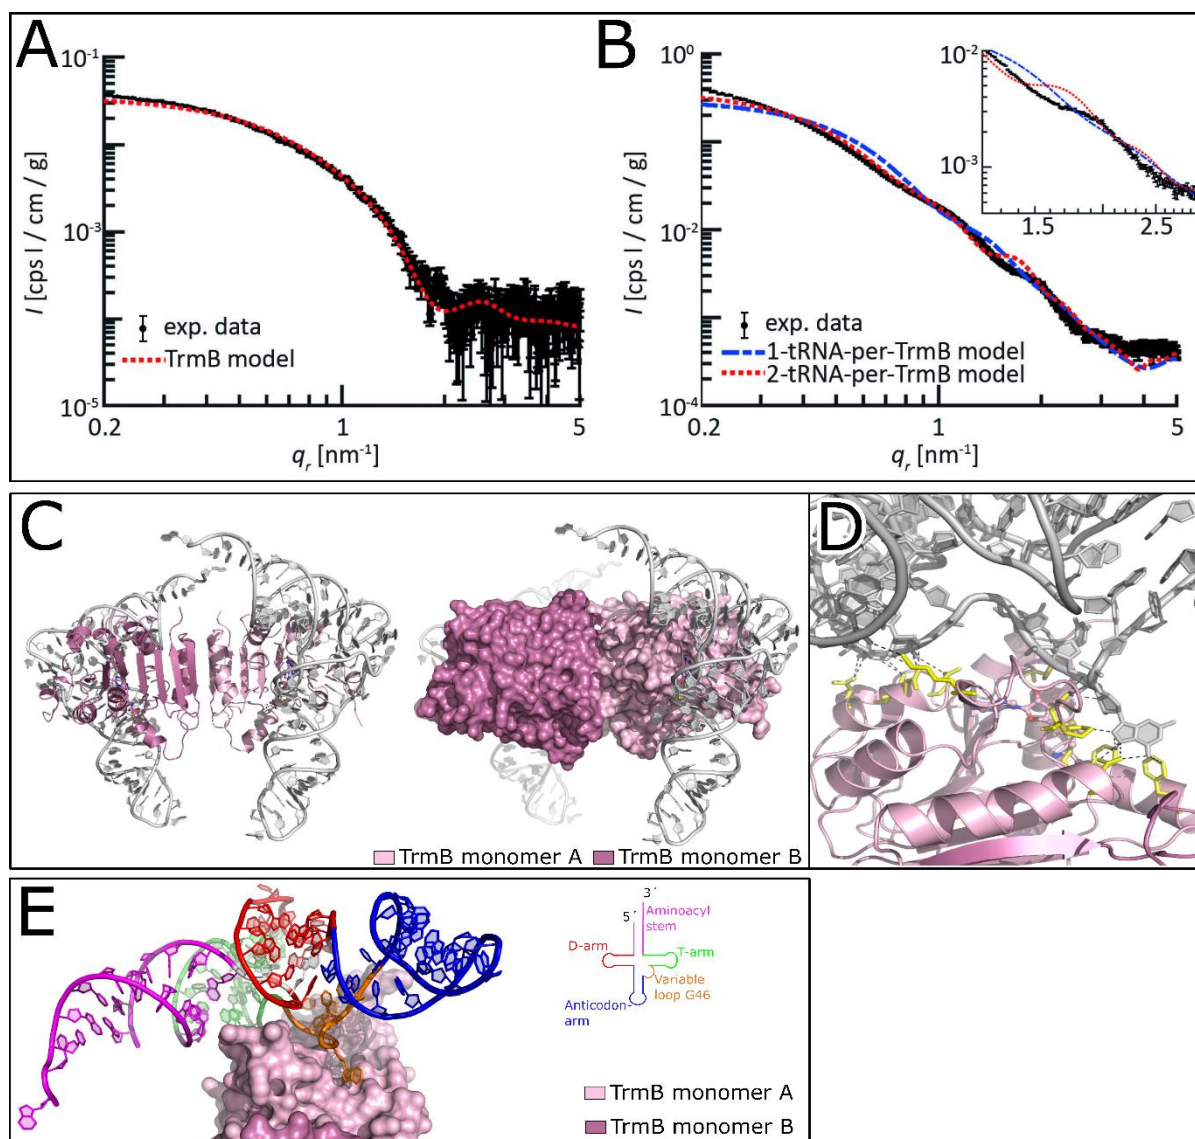 A
10⁻¹
10⁻³
10⁻⁵
I [cps l / cm / g]
exp. data
TrmB model
0.2
1
5
qᵣ [nm⁻¹]
B
10⁰
10⁻²
10⁻⁴
I [cps l / cm / g]
10⁻²
10⁻³
1.5
2.5
exp. data
1-tRNA-per-TrmB model
2-tRNA-per-TrmB model
0.2
1
5
qᵣ [nm⁻¹]
C
TrmB monomer A
TrmB monomer B
D
E
3´
5´
Aminoacyl
stem
D-arm
T-arm
Variable
loop G46
Anticodon-
arm
TrmB monomer A
TrmB monomer B